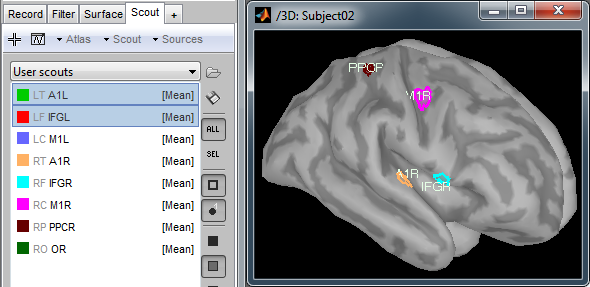 Record Filter Surface Scout +
Atlas Scout Sources
User scouts
LT A1L [Mean]
LF IFGL [Mean]
LC M1L [Mean]
RT A1R [Mean]
RF IFGR [Mean]
RC M1R [Mean]
RP PPCR [Mean]
RO OR [Mean]
ALL
SEL
/3D: Subject02
PPCR
M1R
A1R
IFGR